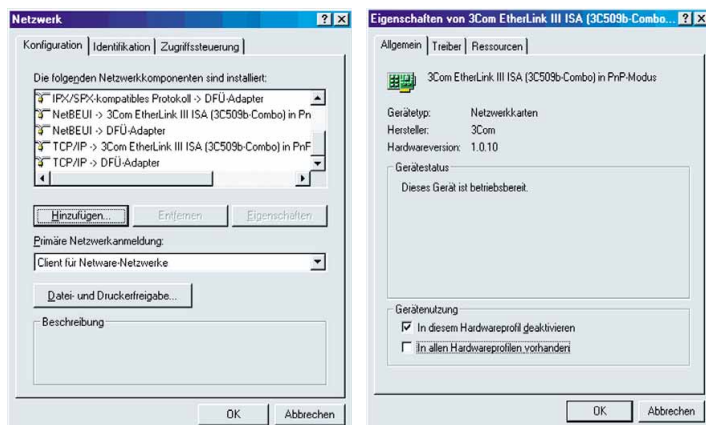 Netzwerk
Konfiguration
Identifikation
Zugriffssteuerung
Die folgenden Netzwerkkomponenten sind installiert:
IPX/SPX-kompatibles Protokoll -> DFÜ-Adapter
NetBEUI -> 3Com EtherLink III ISA (3C509b-Combo) in Pn
NetBEUI -> DFÜ-Adapter
TCP/IP -> 3Com EtherLink III ISA (3C509b-Combo) in PnF
TCP/IP -> DFÜ-Adapter
Hinzufügen...
Entfernen
Eigenschaften
Primäre Netzwerkanmeldung:
Client für Netware-Netzwerke
Datei- und Druckerfreigabe...
Beschreibung
OK
Abbrechen
Eigenschaften von 3Com EtherLink III ISA (3C509b-Combo...
Allgemein
Treiber
Ressourcen
3Com EtherLink III ISA (3C509b-Combo) in PnP-Modus
Gerätetyp: Netzwerkkarten
Hersteller: 3Com
Hardwareversion: 1.0.10
Gerätestatus
Dieses Gerät ist betriebsbereit.
Gerätenutzung
In diesem Hardwareprofil deaktivieren
In allen Hardwareprofilen vorhanden
OK
Abbrechen